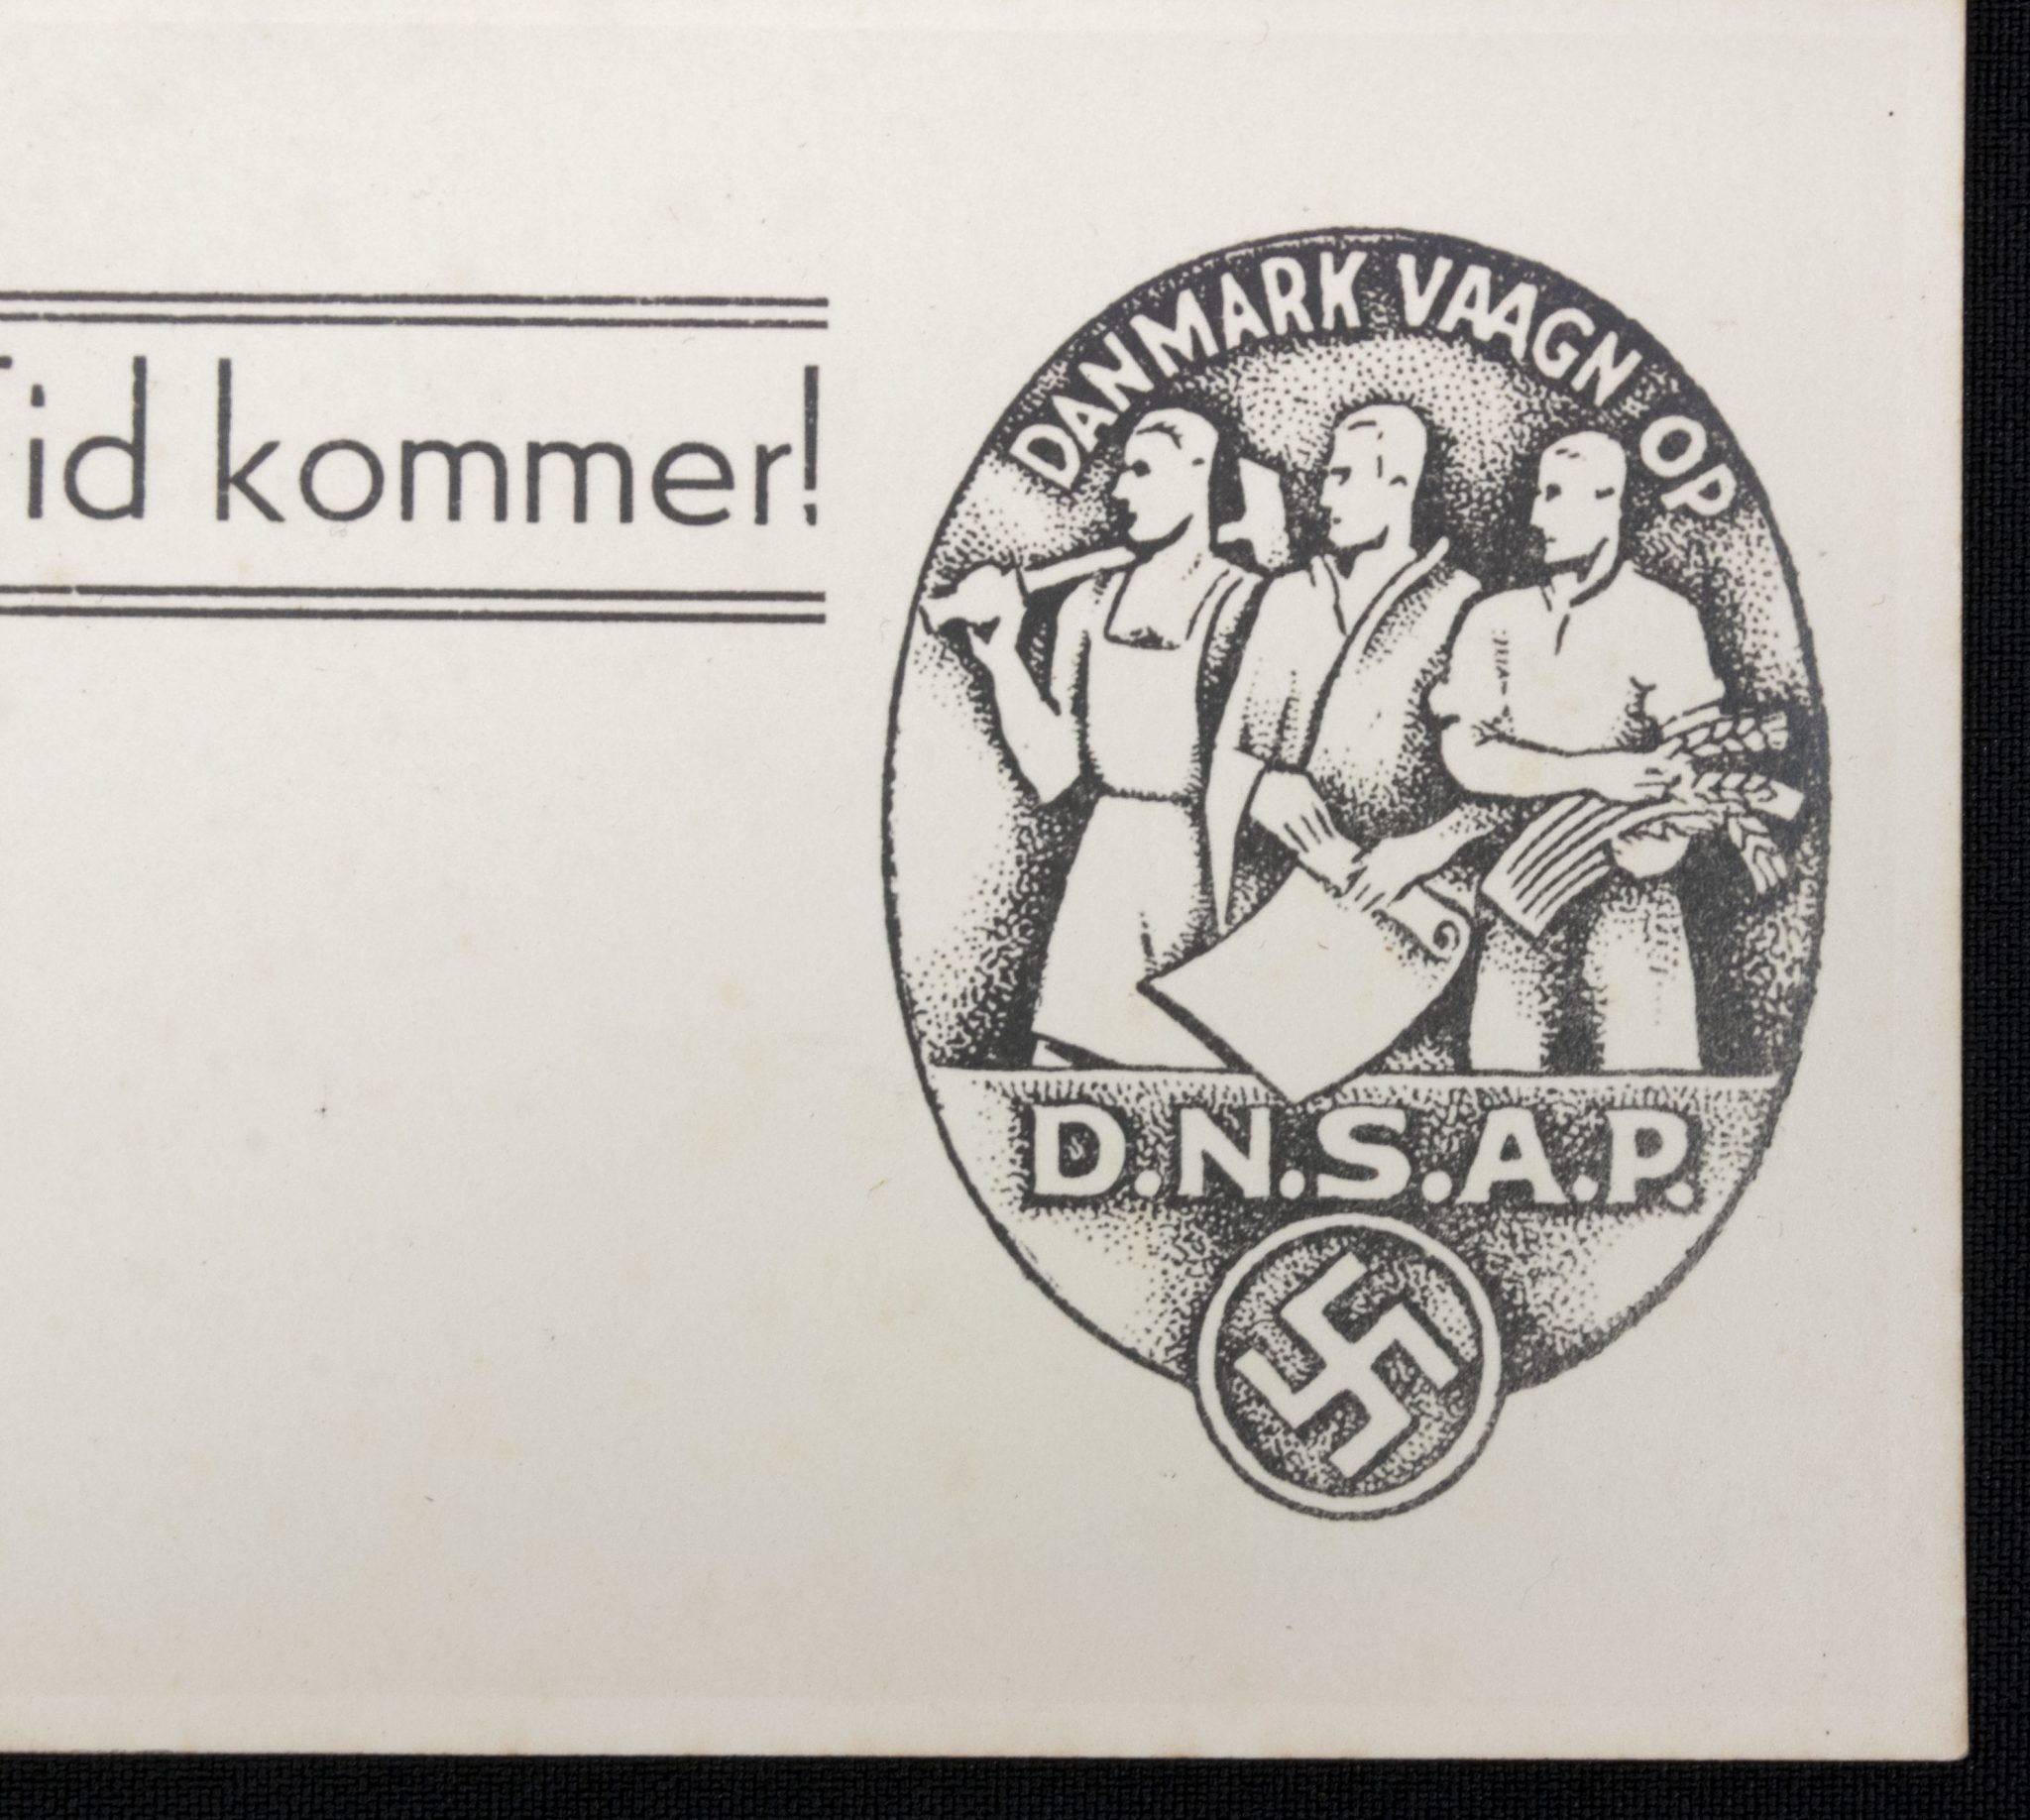 id kommer!
DANMARK VAAGN OP
D.N.S.A.P.